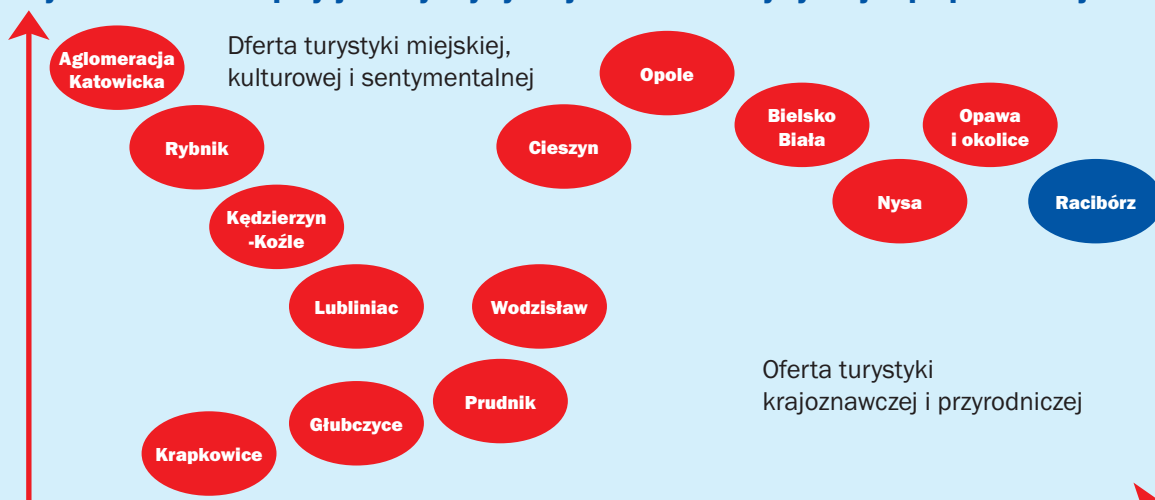 Dferta turystyki miejskiej,
kulturowej i sentymentalnej
Aglomeracja
Katowicka
Opole
Bielsko
Biała
Opawa
i okolice
Rybnik
Cieszyn
Nysa
Racibórz
Kędzierzyn
-Koźle
Lubliniac
Wodzisław
Oferta turystyki
krajoznawczej i przyrodniczej
Prudnik
Głubczyce
Krapkowice